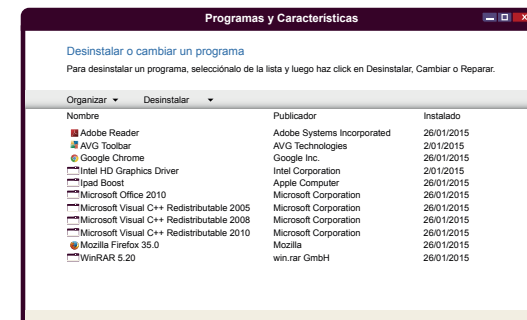 Programas y Características
Desinstalar o cambiar un programa
Para desinstalar un programa, selecciónalo de la lista y luego haz click en Desinstalar, Cambiar o Reparar.
Organizar Desinstalar
Nombre Publicador Instalado
Adobe Reader Adobe Systems Incorporated 26/01/2015
AVG Toolbar AVG Technologies 2/01/2015
Google Chrome Google Inc. 26/01/2015
Intel HD Graphics Driver Intel Corporation 2/01/2015
Ipad Boost Apple Computer 26/01/2015
Microsoft Office 2010 Microsoft Corporation 26/01/2015
Microsoft Visual C++ Redistributable 2005 Microsoft Corporation 26/01/2015
Microsoft Visual C++ Redistributable 2008 Microsoft Corporation 26/01/2015
Microsoft Visual C++ Redistributable 2010 Microsoft Corporation 26/01/2015
Mozilla Firefox 35.0 Mozilla 26/01/2015
WinRAR 5.20 win.rar GmbH 26/01/2015